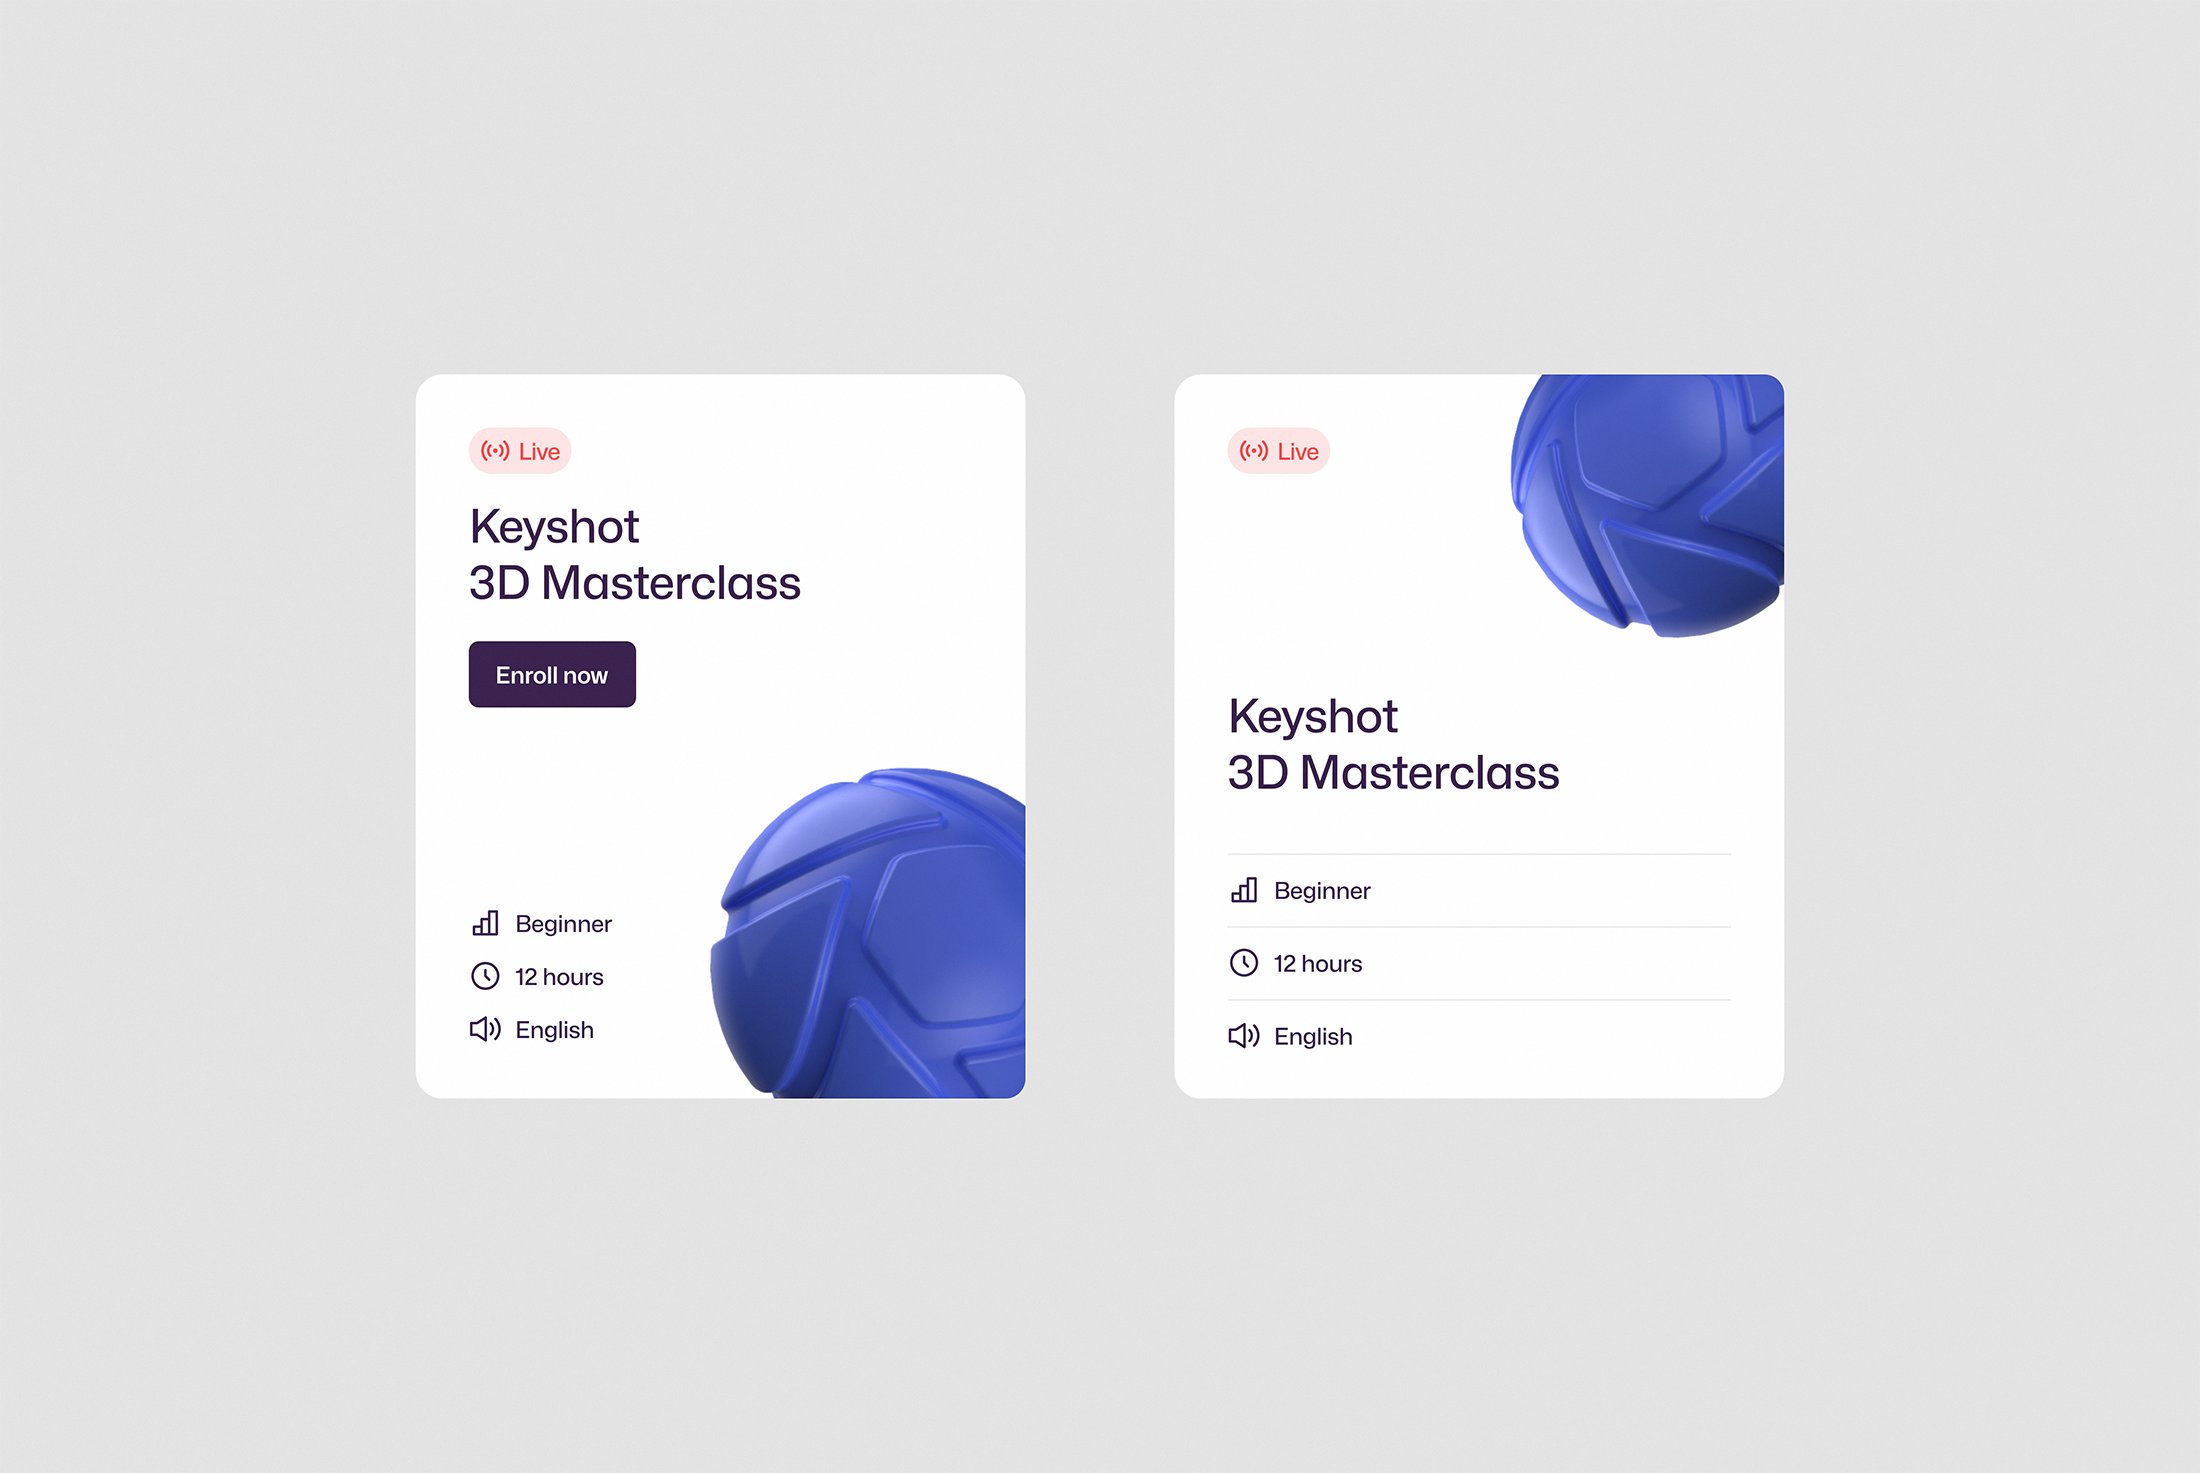 Live
Keyshot
3D Masterclass
Enroll now
Beginner
12 hours
English
Live
Keyshot
3D Masterclass
Beginner
12 hours
English